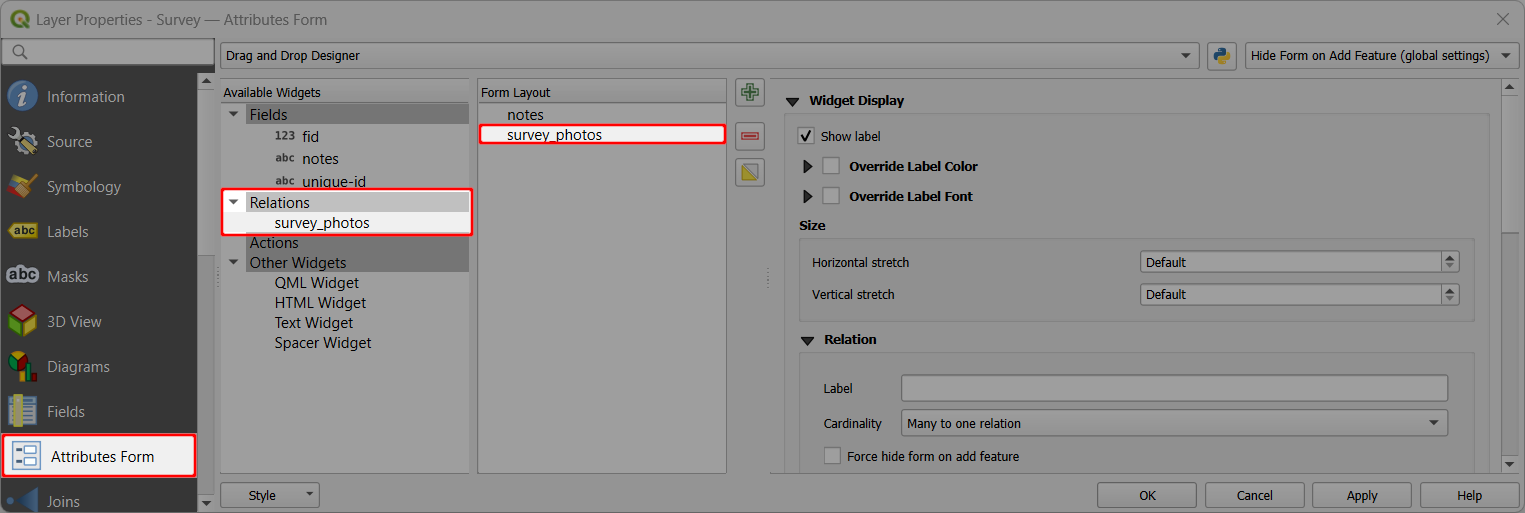 Layer Properties - Survey — Attributes Form
Drag and Drop Designer
Hide Form on Add Feature (global settings)
Information
Source
Symbology
abc Labels
abc Masks
3D View
Diagrams
Fields
Attributes Form
Joins
Available Widgets
Fields
123 fid
abc notes
abc unique-id
Relations
survey_photos
Actions
Other Widgets
QML Widget
HTML Widget
Text Widget
Spacer Widget
Form Layout
notes
survey_photos
Widget Display
Show label
Override Label Color
Override Label Font
Size
Horizontal stretch Default
Vertical stretch Default
Relation
Label
Cardinality Many to one relation
Force hide form on add feature
Style
OK Cancel Apply Help